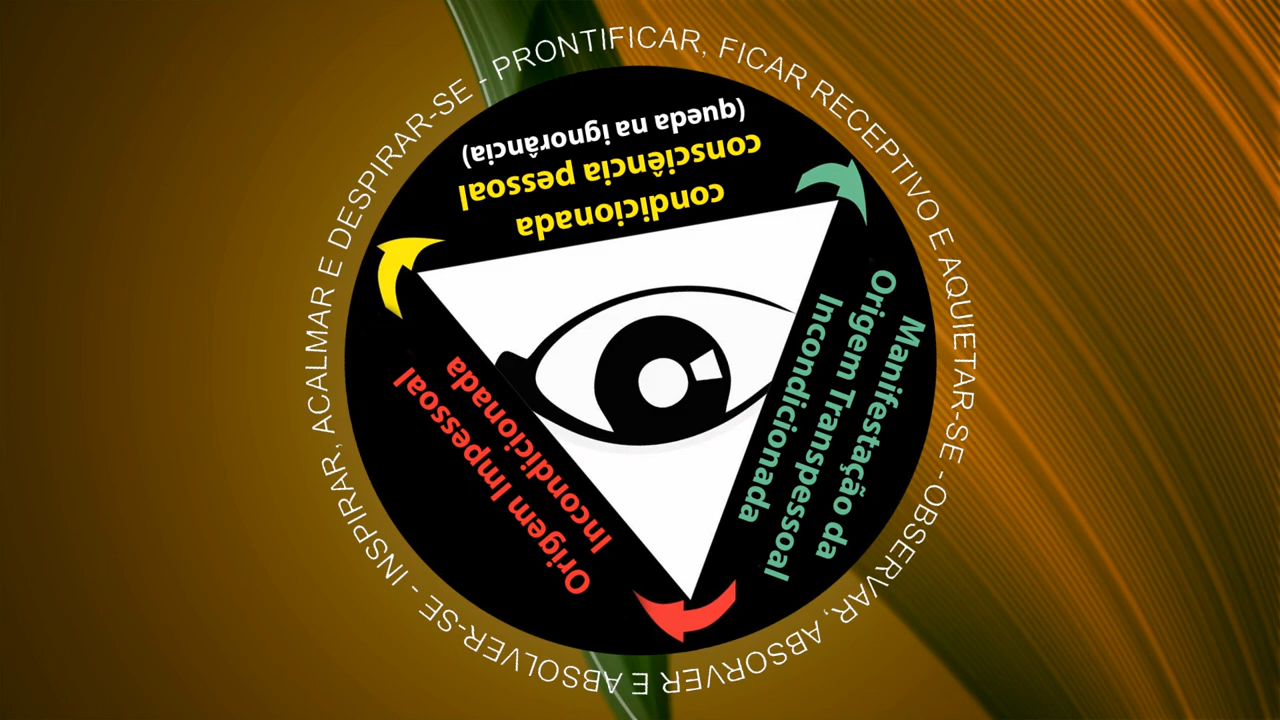 INSPIRAR, ACALMAR E DESPIRAR-SE - PRONTIFICAR, FICAR RECEPTIVO E AQUIETAR-SE - OBSERVAR, ABSORVER E ABSOLVER-SE -
condicionada
consciência pessoal
(queda na ignorância)
Manifestação da
Origem Transpessoal
Incondicionada
Origem Impessoal
Incondicionada